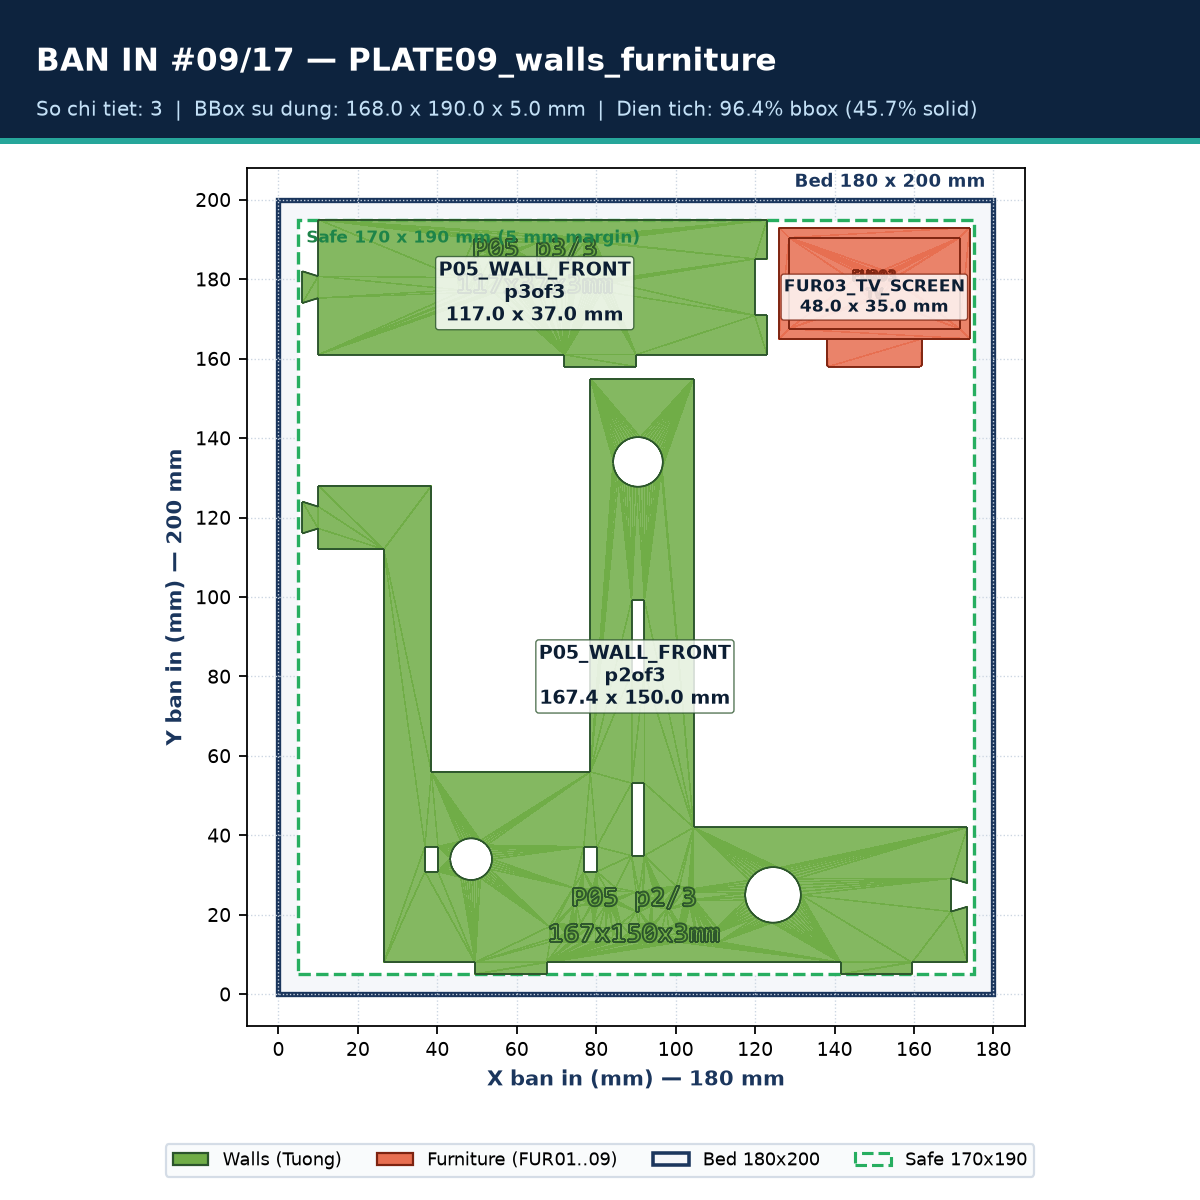 BAN IN #09/17 — PLATE09_walls_furniture
So chi tiet: 3 | BBox su dung: 168.0 x 190.0 x 5.0 mm | Dien tich: 96.4% bbox (45.7% solid)
Bed 180 x 200 mm
Safe 170 x 190 mm (5 mm margin)
P05 p3/3
P05_WALL_FRONT
p3of3
117.0 x 37.0 mm
FUR03_TV_SCREEN
48.0 x 35.0 mm
P05_WALL_FRONT
p2of3
167.4 x 150.0 mm
P05 p2/3
167x150x3mm
200
180
160
140
120
100
80
60
40
20
0
Y ban in (mm) — 200 mm
0 20 40 60 80 100 120 140 160 180
X ban in (mm) — 180 mm
Walls (Tuong) Furniture (FUR01..09) Bed 180x200 Safe 170x190